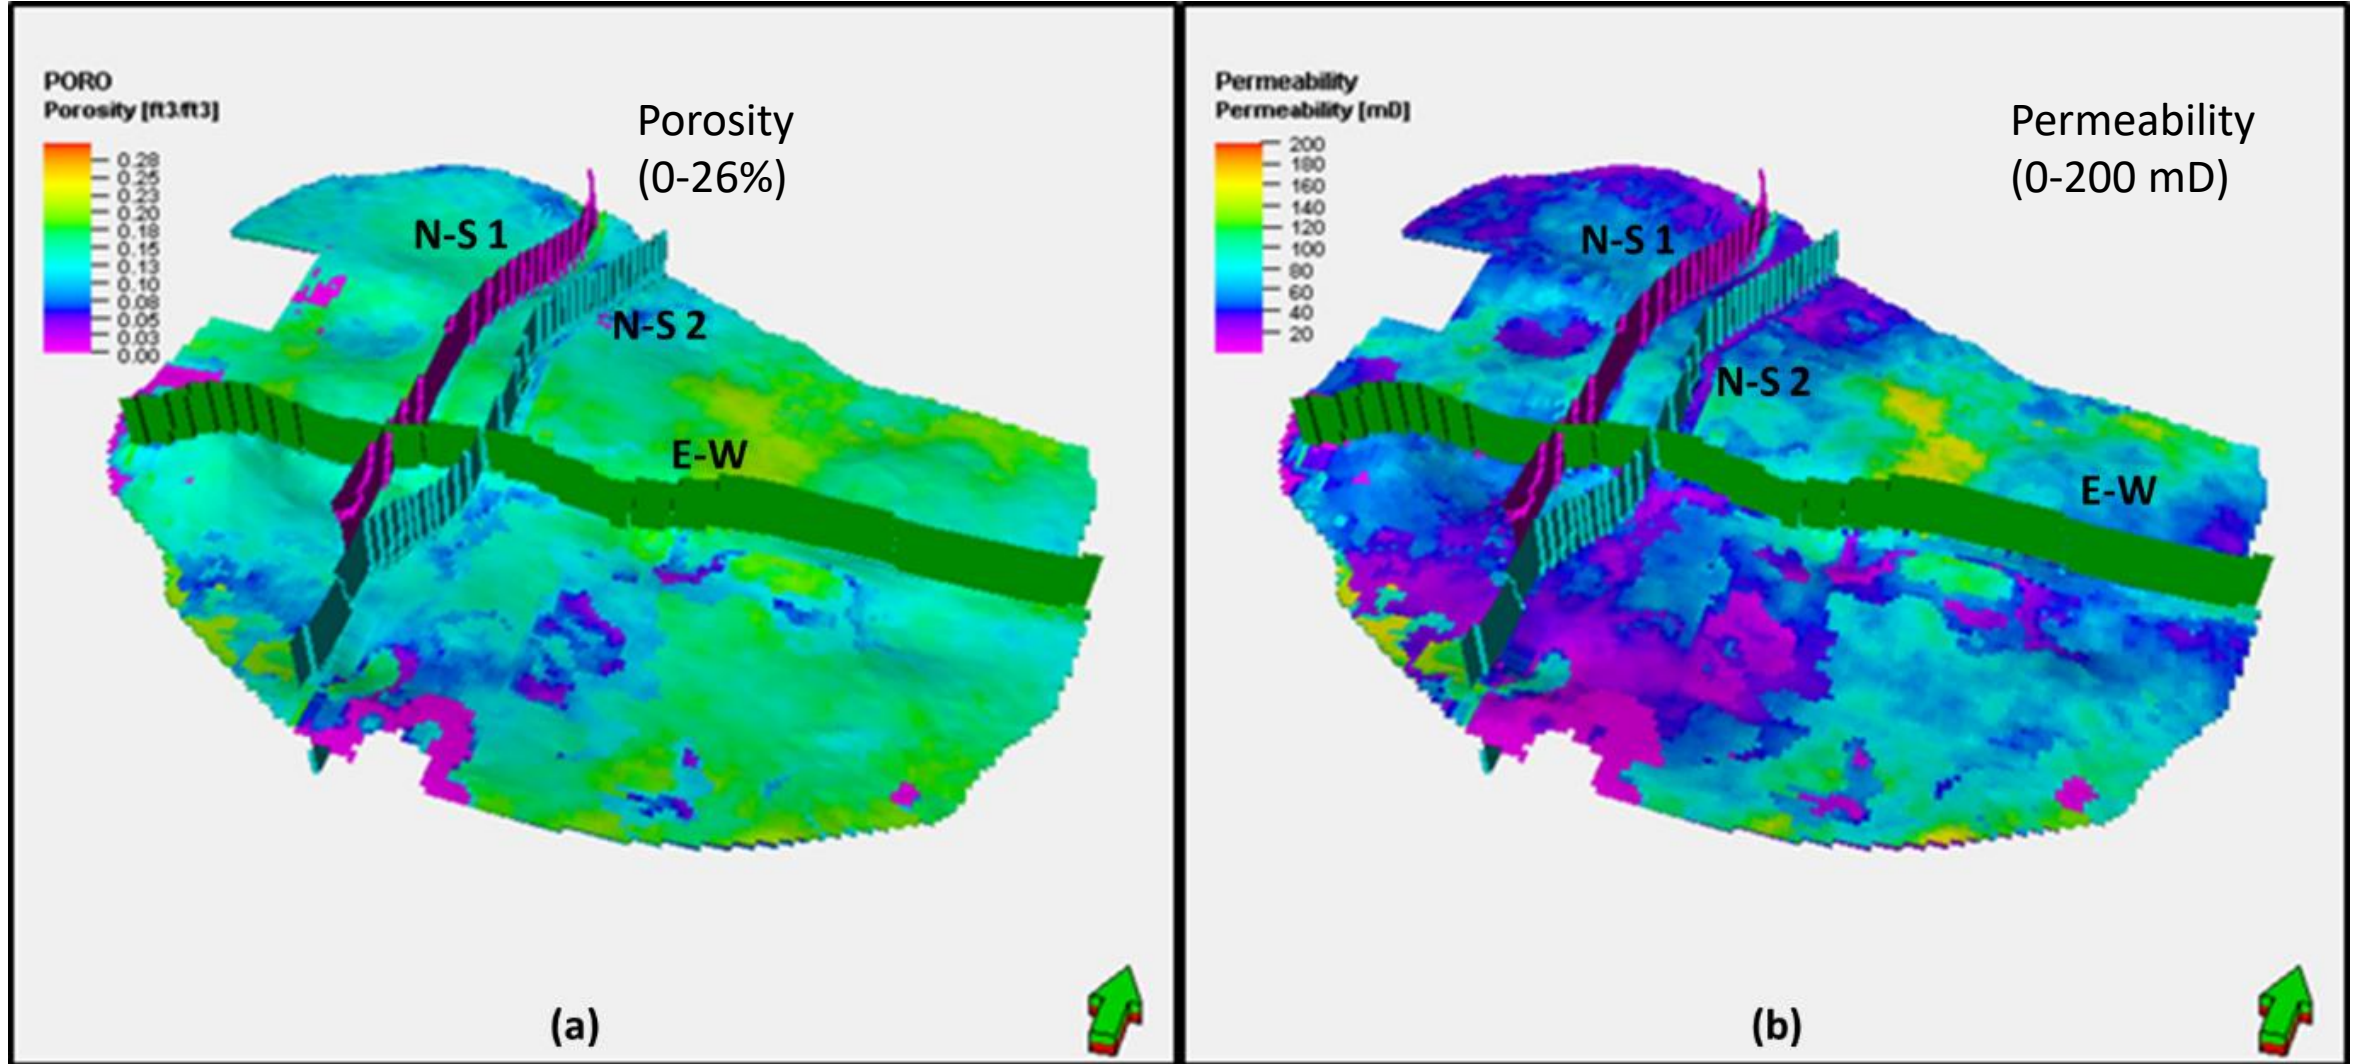 PORO
Porosity [ft3/ft3]
0.28
0.25
0.23
0.20
0.18
0.15
0.13
0.10
0.08
0.05
0.03
0.00
Porosity
(0-26%)
N-S 1
N-S 2
E-W
(a)
Permeability
Permeability [mD]
200
180
160
140
120
100
80
60
40
20
Permeability
(0-200 mD)
N-S 1
N-S 2
E-W
(b)